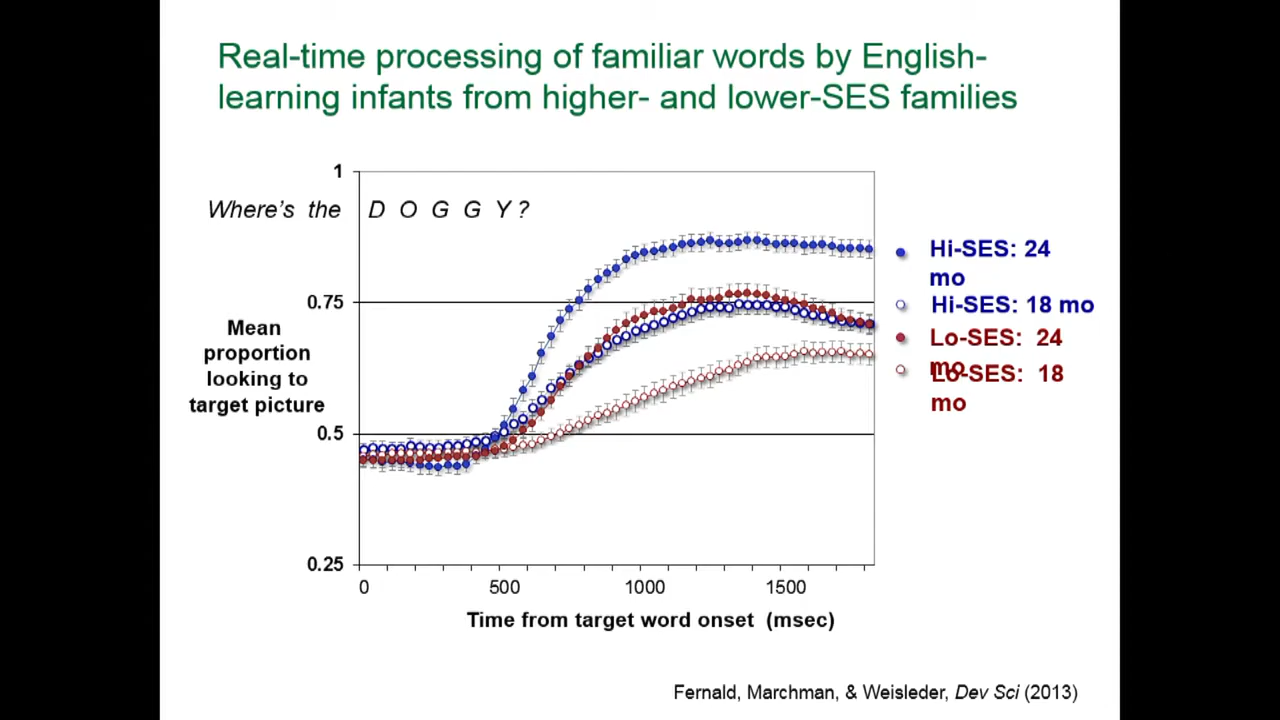 Real-time processing of familiar words by English-
learning infants from higher- and lower-SES families
1
Where's the D O G G Y ?
Hi-SES: 24
mo
Hi-SES: 18 mo
Lo-SES: 24
mo
Lo-SES: 18
mo
0.75
Mean
proportion
looking to
target picture
0.5
0.25
0 500 1000 1500
Time from target word onset (msec)
Fernald, Marchman, & Weisleder, Dev Sci (2013)